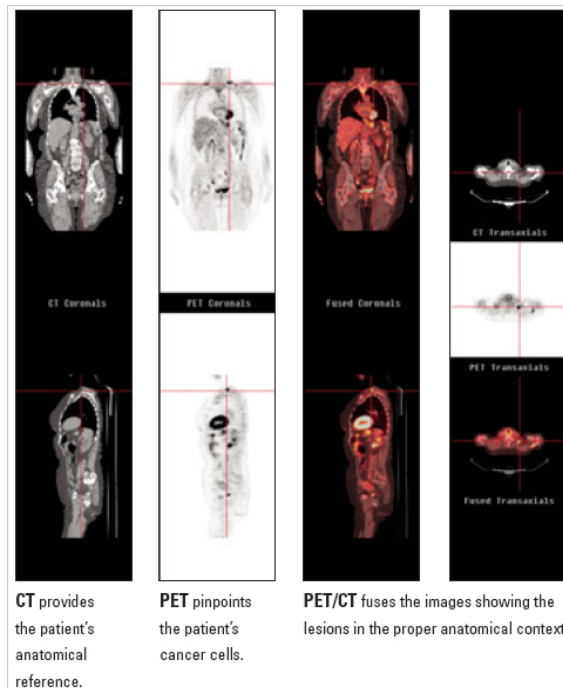 CT Coronals
PET Coronals
Fused Coronals
CT Transaxials
PET Transaxials
Fused Transaxials
CT provides
the patient's
anatomical
reference.
PET pinpoints
the patient's
cancer cells.
PET/CT fuses the images showing the
lesions in the proper anatomical context